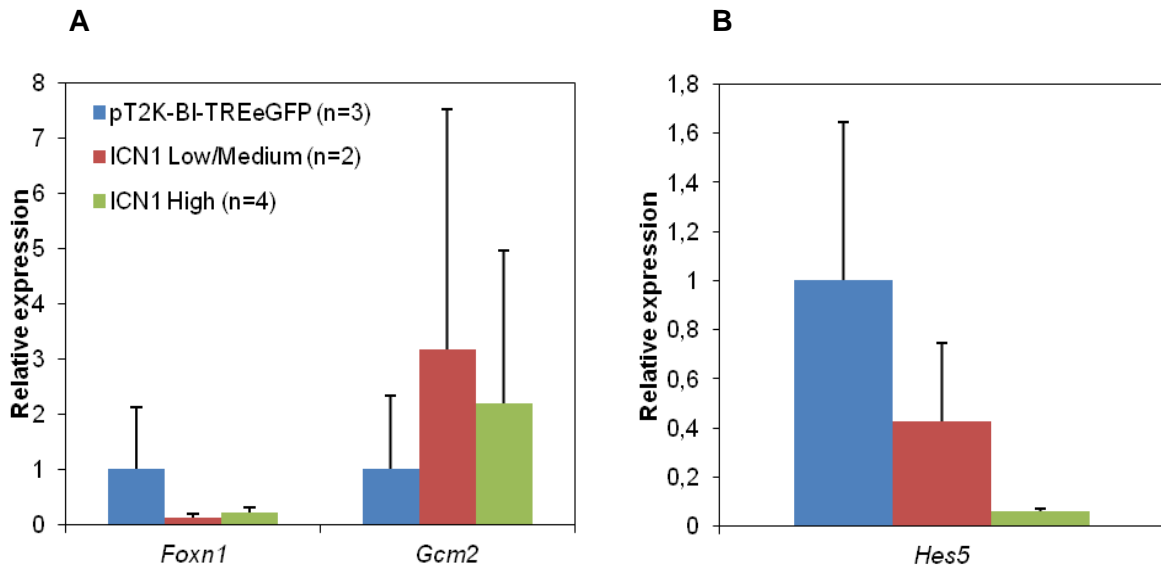 A
B
Relative expression
8
7
6
5
4
3
2
1
0
pT2K-BI-TREeGFP (n=3)
ICN1 Low/Medium (n=2)
ICN1 High (n=4)
Foxn1
Gcm2
Relative expression
1,8
1,6
1,4
1,2
1
0,8
0,6
0,4
0,2
0
Hes5